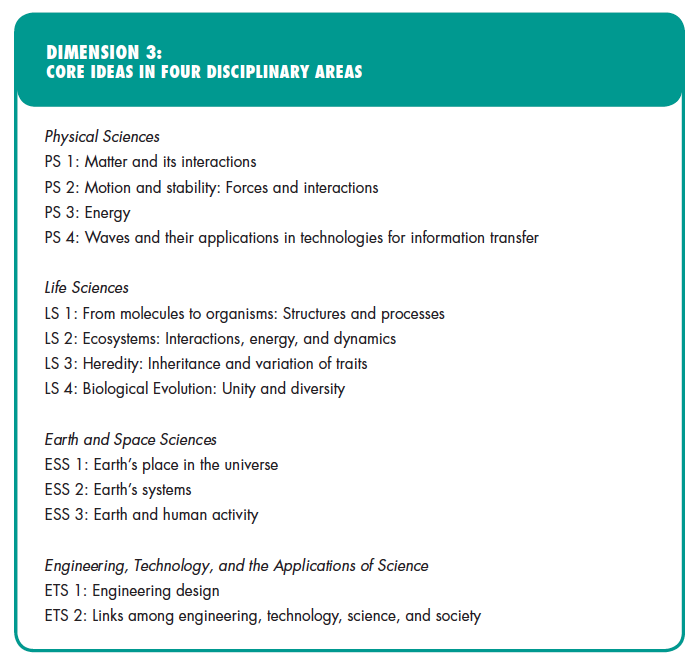 DIMENSION 3:
CORE IDEAS IN FOUR DISCIPLINARY AREAS
Physical Sciences
PS 1: Matter and its interactions
PS 2: Motion and stability: Forces and interactions
PS 3: Energy
PS 4: Waves and their applications in technologies for information transfer
Life Sciences
LS 1: From molecules to organisms: Structures and processes
LS 2: Ecosystems: Interactions, energy, and dynamics
LS 3: Heredity: Inheritance and variation of traits
LS 4: Biological Evolution: Unity and diversity
Earth and Space Sciences
ESS 1: Earth’s place in the universe
ESS 2: Earth’s systems
ESS 3: Earth and human activity
Engineering, Technology, and the Applications of Science
ETS 1: Engineering design
ETS 2: Links among engineering, technology, science, and society